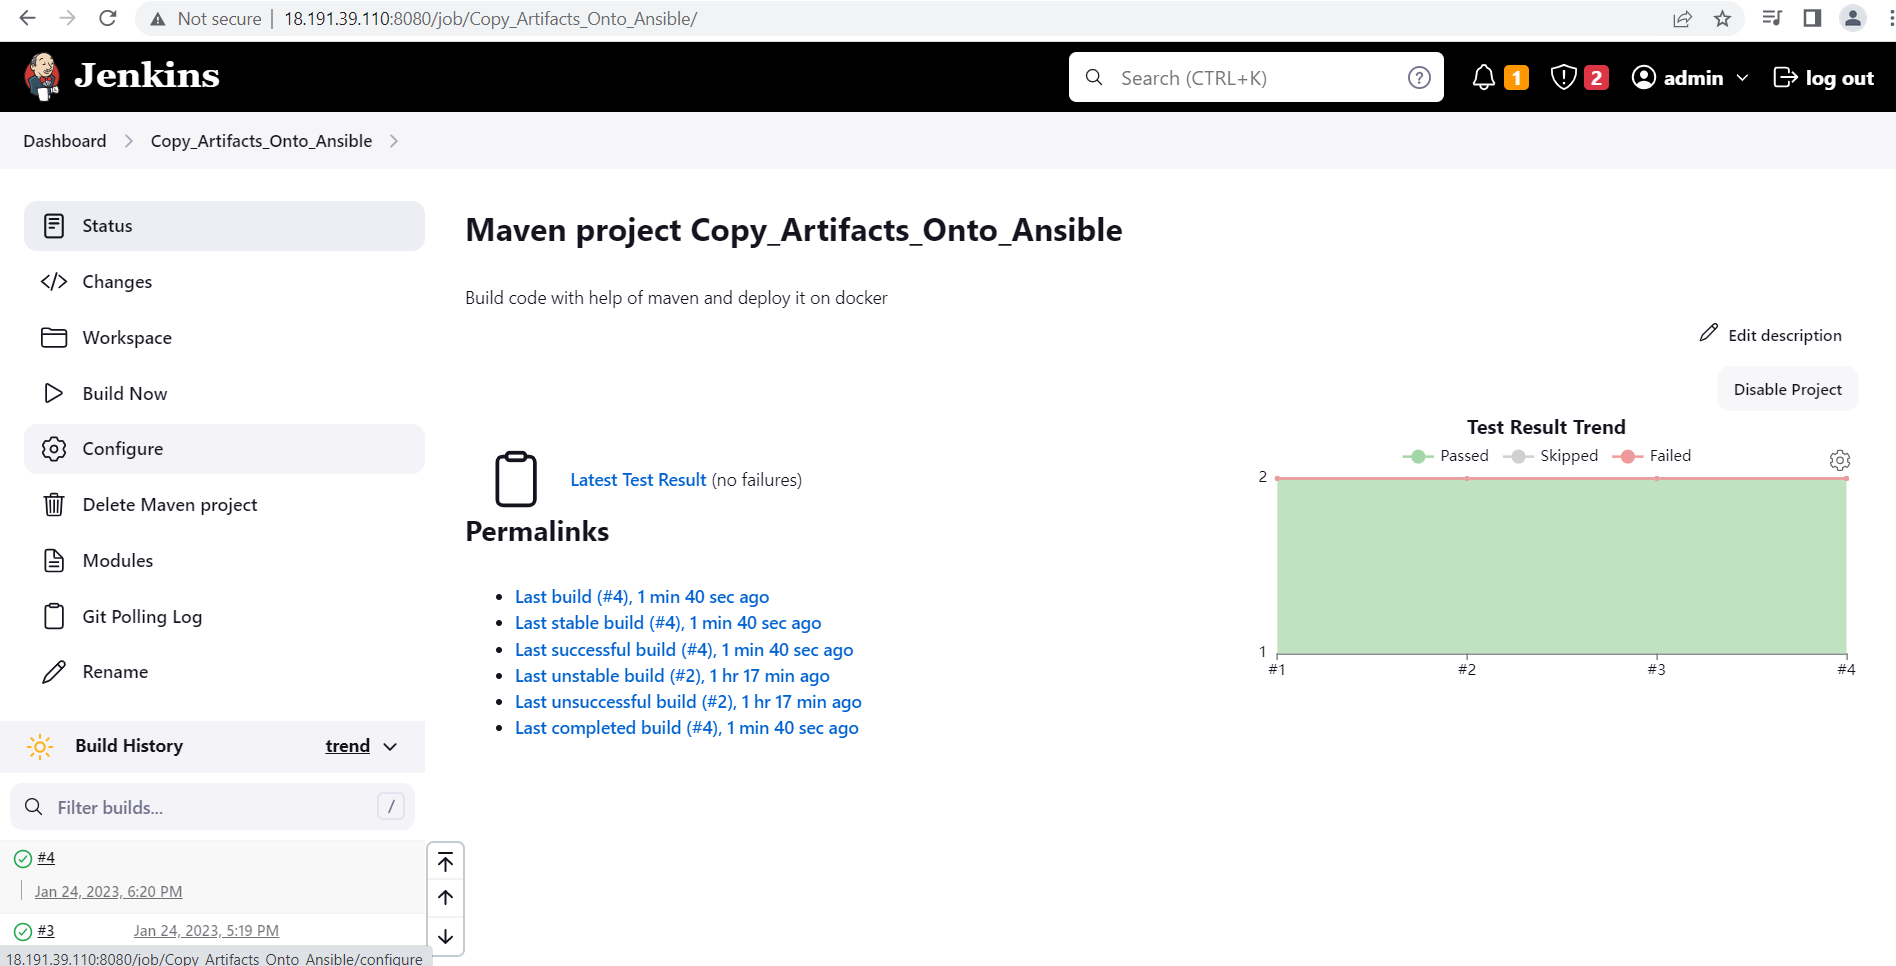 Not secure | 18.191.39.110:8080/job/Copy_Artifacts_Onto_Ansible/
Jenkins
Search (CTRL+K)
?
1
2
admin
log out
Dashboard
Copy_Artifacts_Onto_Ansible
Status
Changes
Workspace
Build Now
Configure
Delete Maven project
Modules
Git Polling Log
Rename
Build History
trend
Filter builds...
/
#4
Jan 24, 2023, 6:20 PM
#3 Jan 24, 2023, 5:19 PM
18.191.39.110:8080/job/Copy_Artifacts_Onto_Ansible/configure
Maven project Copy_Artifacts_Onto_Ansible
Build code with help of maven and deploy it on docker
Edit description
Disable Project
Latest Test Result (no failures)
Permalinks
Last build (#4), 1 min 40 sec ago
Last stable build (#4), 1 min 40 sec ago
Last successful build (#4), 1 min 40 sec ago
Last unstable build (#2), 1 hr 17 min ago
Last unsuccessful build (#2), 1 hr 17 min ago
Last completed build (#4), 1 min 40 sec ago
Test Result Trend
Passed Skipped Failed
2
1
#1 #2 #3 #4